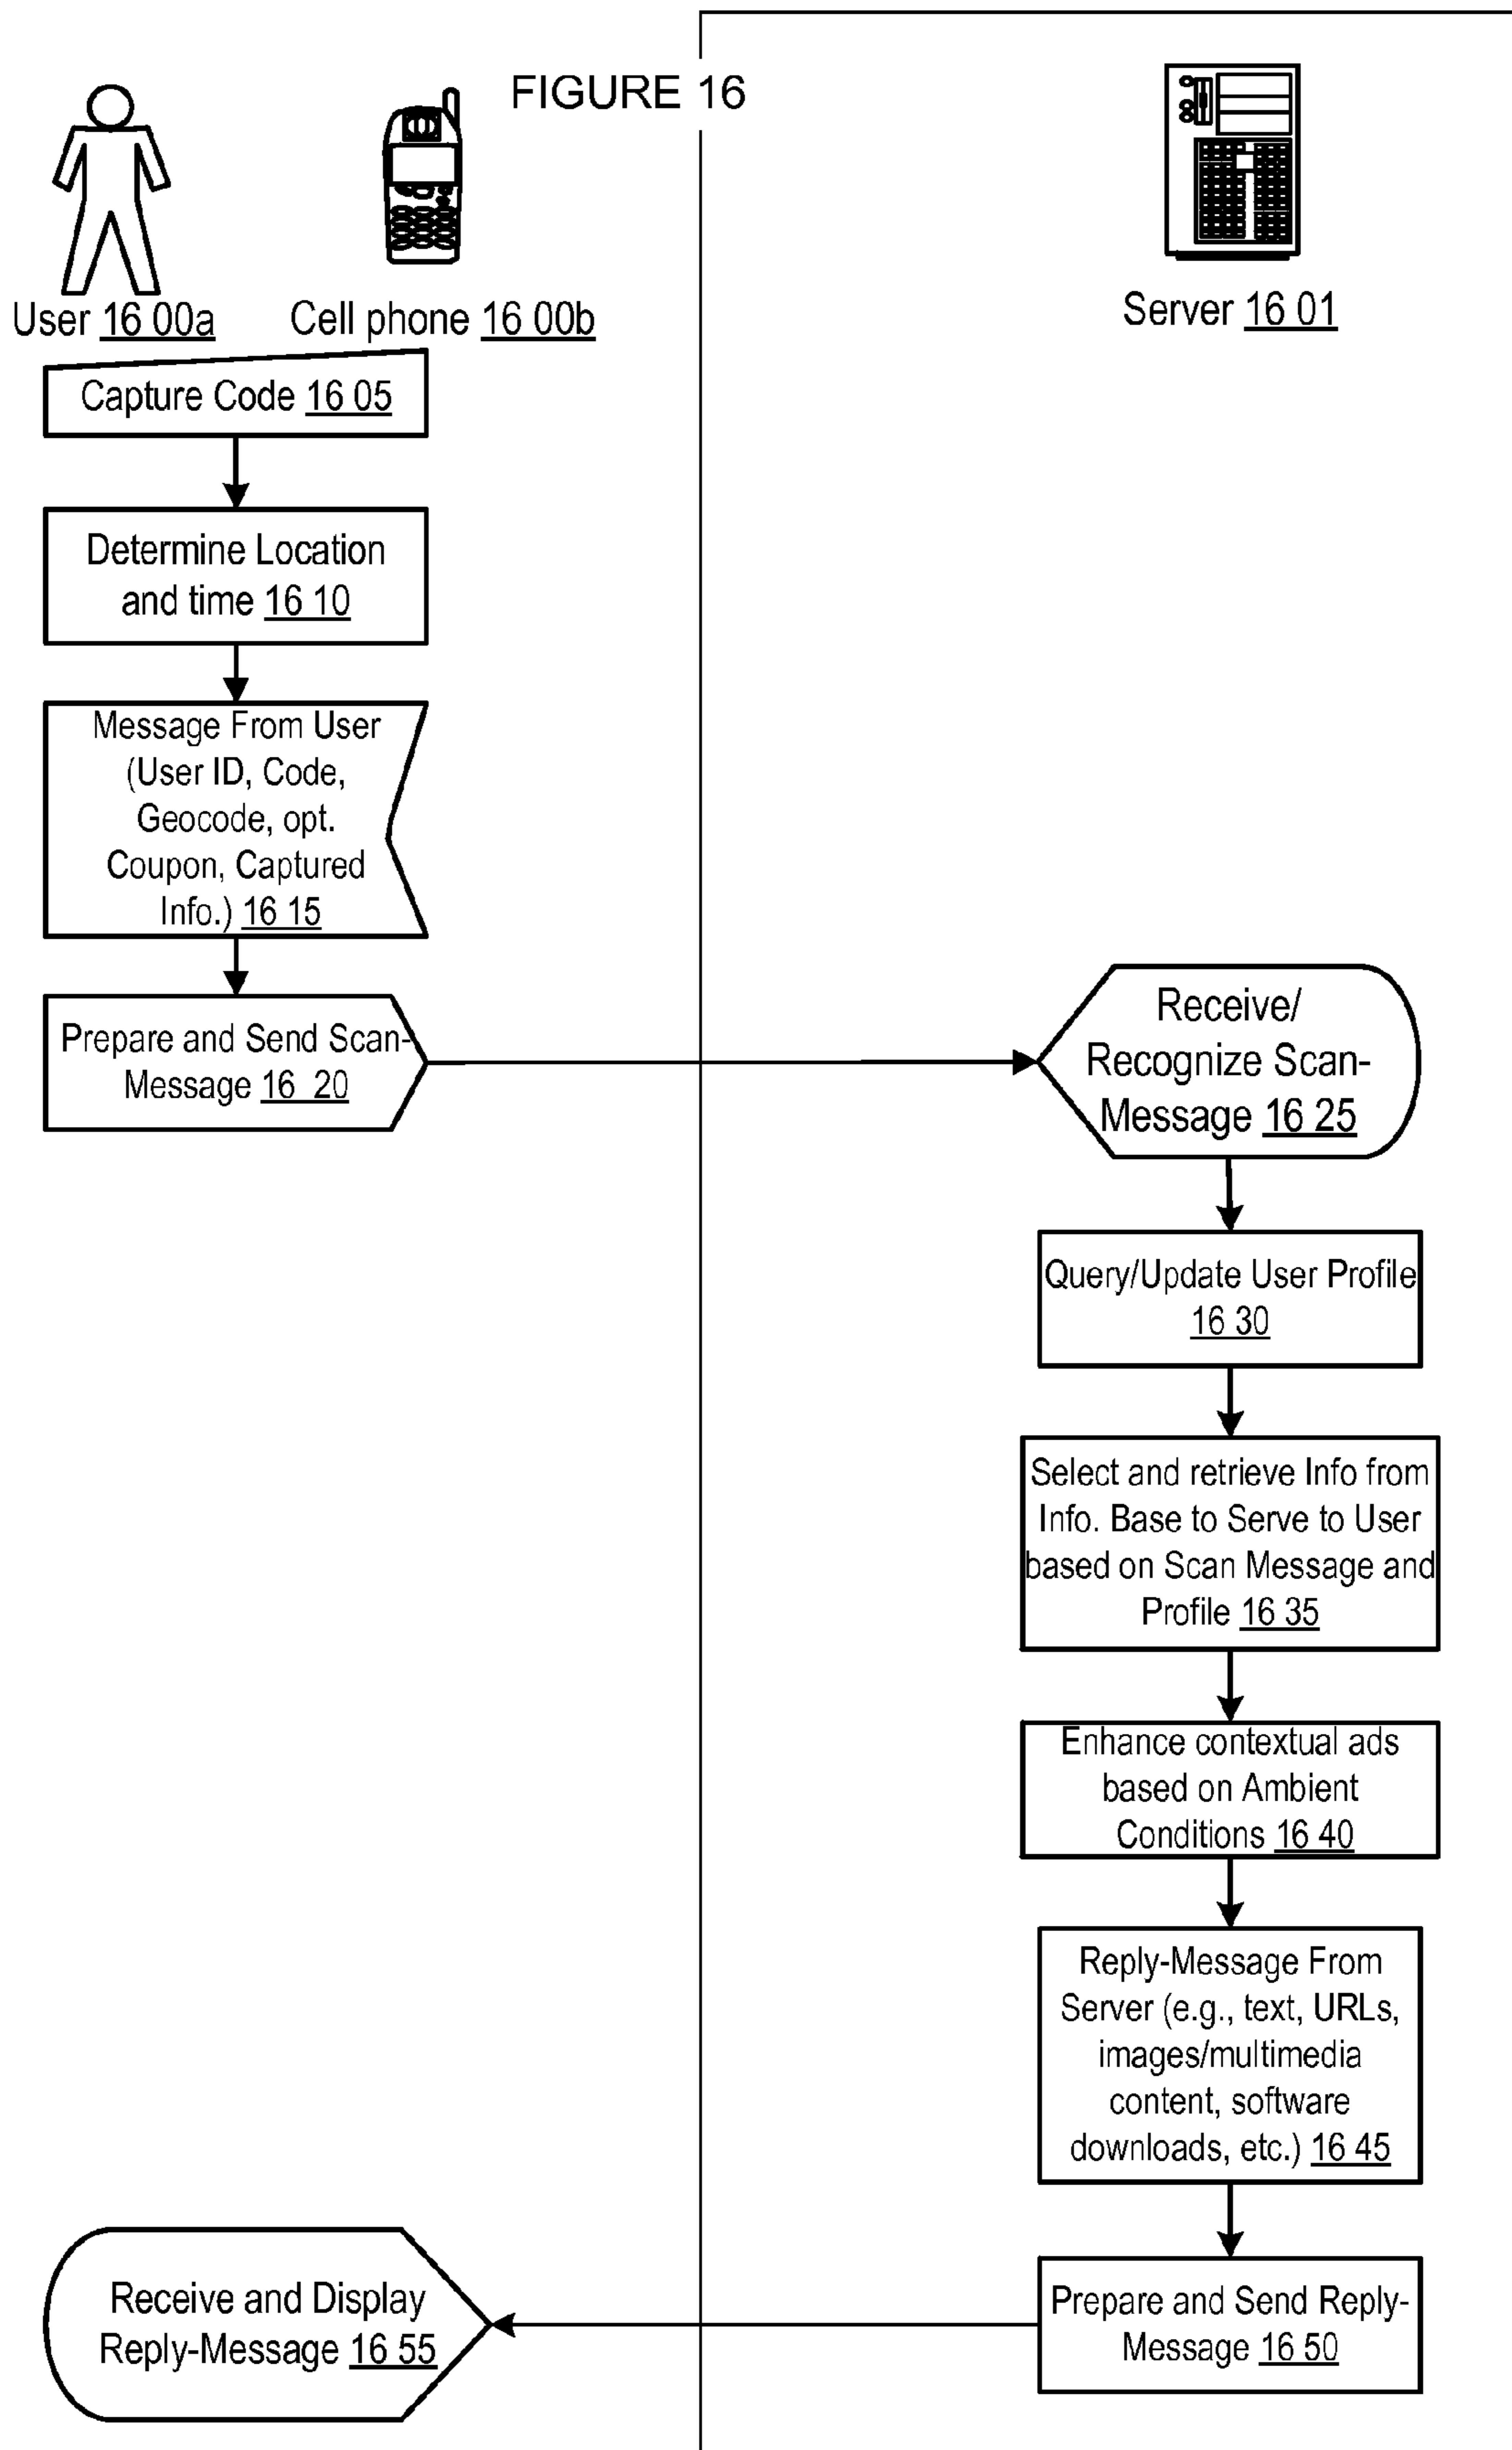 FIGURE 16
User 16 00a
Cell phone 16 00b
Server 16 01
Capture Code 16 05
Determine Location
and time 16 10
Message From User
(User ID, Code,
Geocode, opt.
Coupon, Captured
Info.) 16 15
Prepare and Send Scan-
Message 16 20
Receive/
Recognize Scan-
Message 16 25
Query/Update User Profile
16 30
Select and retrieve Info from
Info. Base to Serve to User
based on Scan Message and
Profile 16 35
Enhance contextual ads
based on Ambient
Conditions 16 40
Reply-Message From
Server (e.g., text, URLs,
images/multimedia
content, software
downloads, etc.) 16 45
Prepare and Send Reply-
Message 16 50
Receive and Display
Reply-Message 16 55